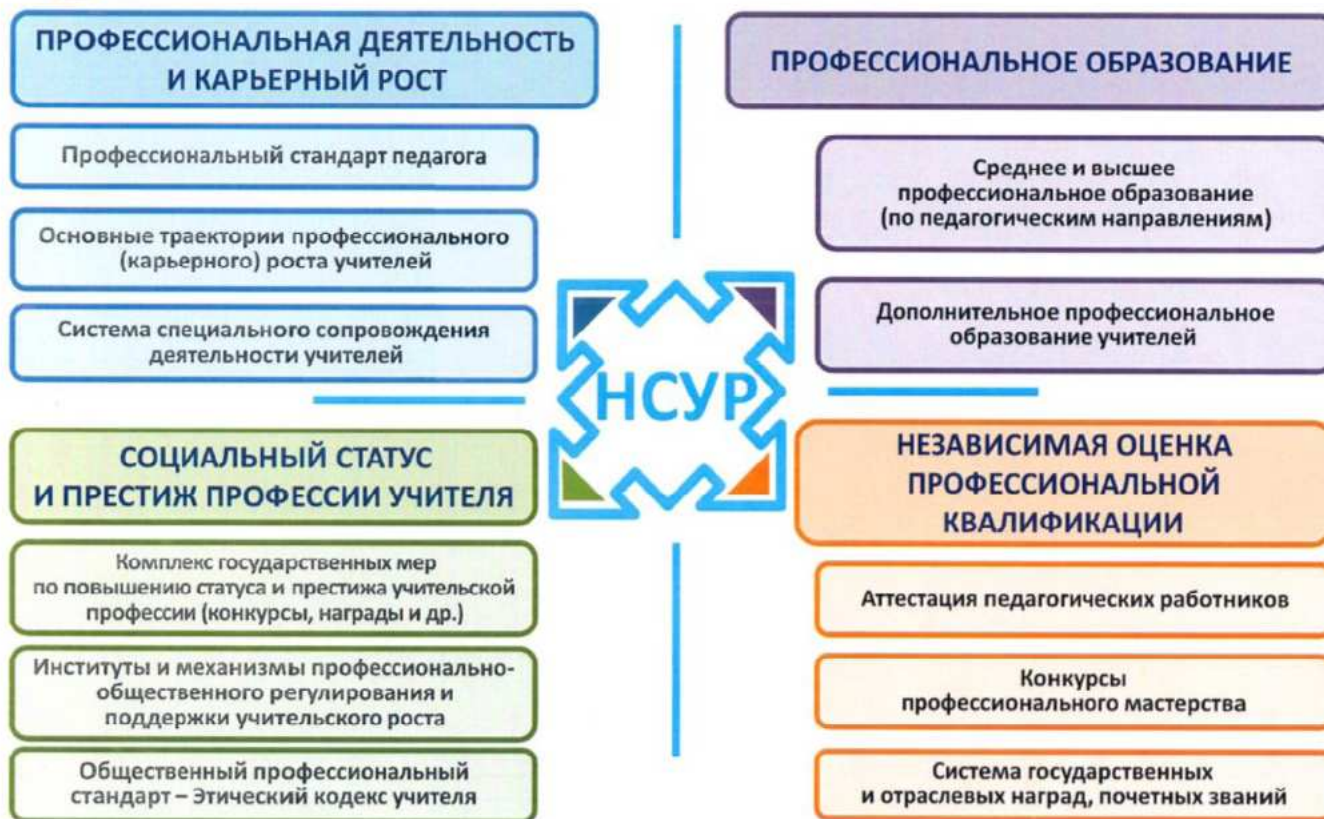 ПРОФЕССИОНАЛЬНАЯ ДЕЯТЕЛЬНОСТЬ
И КАРЬЕРНЫЙ РОСТ
Профессиональный стандарт педагога
Основные траектории профессионального
(карьерного) роста учителей
Система специального сопровождения
деятельности учителей
ПРОФЕССИОНАЛЬНОЕ ОБРАЗОВАНИЕ
Среднее и высшее
профессиональное образование
(по педагогическим направлениям)
Дополнительное профессиональное
образование учителей
НСУР
СОЦИАЛЬНЫЙ СТАТУС
И ПРЕСТИЖ ПРОФЕССИИ УЧИТЕЛЯ
Комплекс государственных мер
по повышению статуса и престижа учительской
профессии (конкурсы, награды и др.)
Институты и механизмы профессионально-
общественного регулирования и
поддержки учительского роста
Общественный профессиональный
стандарт – Этический кодекс учителя
НЕЗАВИСИМАЯ ОЦЕНКА
ПРОФЕССИОНАЛЬНОЙ
КВАЛИФИКАЦИИ
Аттестация педагогических работников
Конкурсы
профессионального мастерства
Система государственных
и отраслевых наград, почетных званий